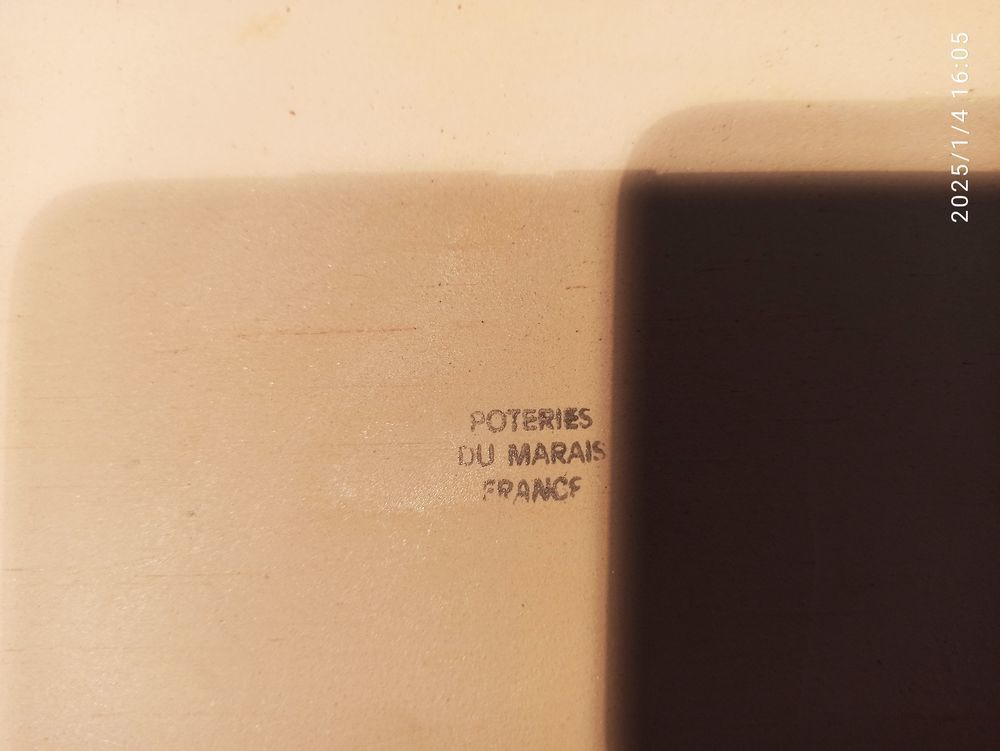 POTERIES
DU MARAIS
FRANCE
2025/1/4 16:05